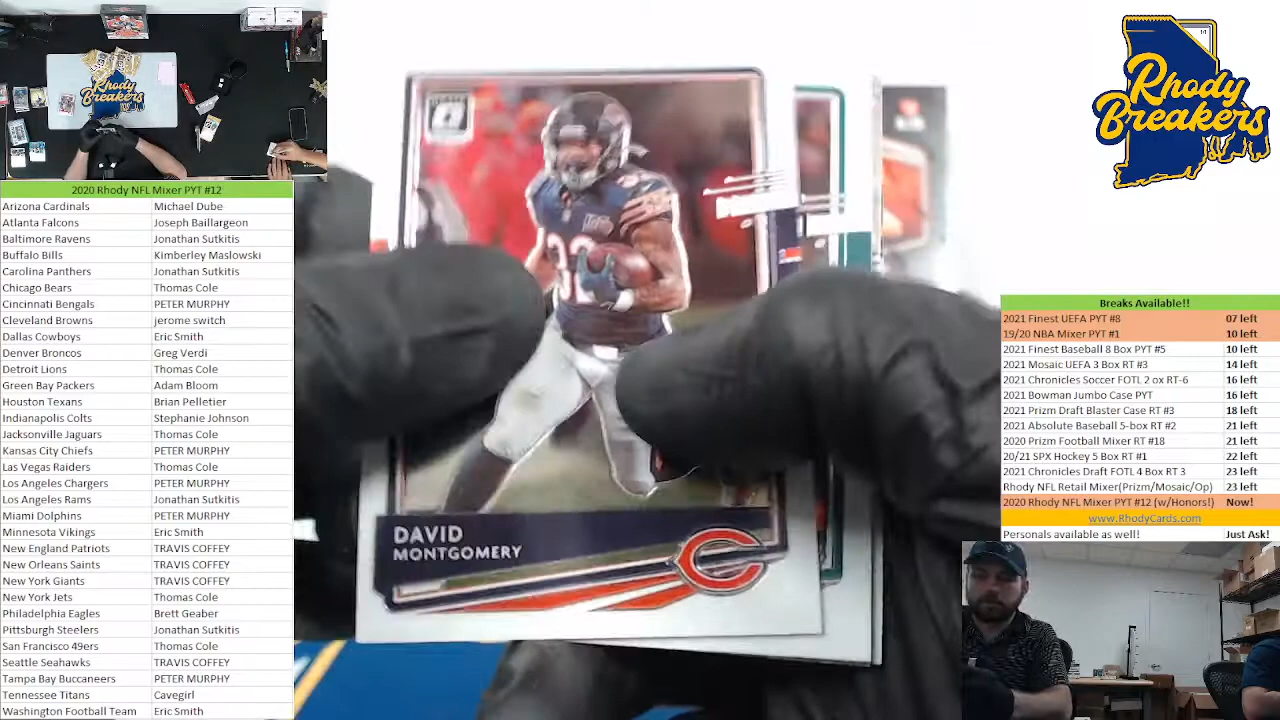 Rhody
Breakers
2020 Rhody NFL Mixer PYT #12
Arizona Cardinals Michael Dube
Atlanta Falcons Joseph Baillargeon
Baltimore Ravens Jonathan Sutkitis
Buffalo Bills Kimberley Maslowski
Carolina Panthers Jonathan Sutkitis
Chicago Bears Thomas Cole
Cincinnati Bengals PETER MURPHY
Cleveland Browns jerome switch
Dallas Cowboys Eric Smith
Denver Broncos Greg Verdi
Detroit Lions Thomas Cole
Green Bay Packers Adam Bloom
Houston Texans Brian Pelletier
Indianapolis Colts Stephanie Johnson
Jacksonville Jaguars Thomas Cole
Kansas City Chiefs PETER MURPHY
Las Vegas Raiders Thomas Cole
Los Angeles Chargers PETER MURPHY
Los Angeles Rams Jonathan Sutkitis
Miami Dolphins PETER MURPHY
Minnesota Vikings Eric Smith
New England Patriots TRAVIS COFFEY
New Orleans Saints TRAVIS COFFEY
New York Giants TRAVIS COFFEY
New York Jets Thomas Cole
Philadelphia Eagles Brett Geaber
Pittsburgh Steelers Jonathan Sutkitis
San Francisco 49ers Thomas Cole
Seattle Seahawks TRAVIS COFFEY
Tampa Bay Buccaneers PETER MURPHY
Tennessee Titans Cavegirl
Washington Football Team Eric Smith
32
DAVID
MONTGOMERY
Rhody
Breakers
Breaks Available!!
2021 Finest UEFA PYT #8 07 left
19/20 NBA Mixer PYT #1 10 left
2021 Finest Baseball 8 Box PYT #5 10 left
2021 Mosaic UEFA 3 Box RT #3 14 left
2021 Chronicles Soccer FOTL 2 ox RT-6 16 left
2021 Bowman Jumbo Case PYT 16 left
2021 Prizm Draft Blaster Case RT #3 18 left
2021 Absolute Baseball 5-box RT #2 21 left
2020 Prizm Football Mixer RT #18 21 left
20/21 SPX Hockey 5 Box RT #1 22 left
2021 Chronicles Draft FOTL 4 Box RT 3 23 left
Rhody NFL Retail Mixer(Prizm/Mosaic/Op) 23 left
2020 Rhody NFL Mixer PYT #12 (w/Honors!) Now!
www.RhodyCards.com
Personals available as well! Just Ask!